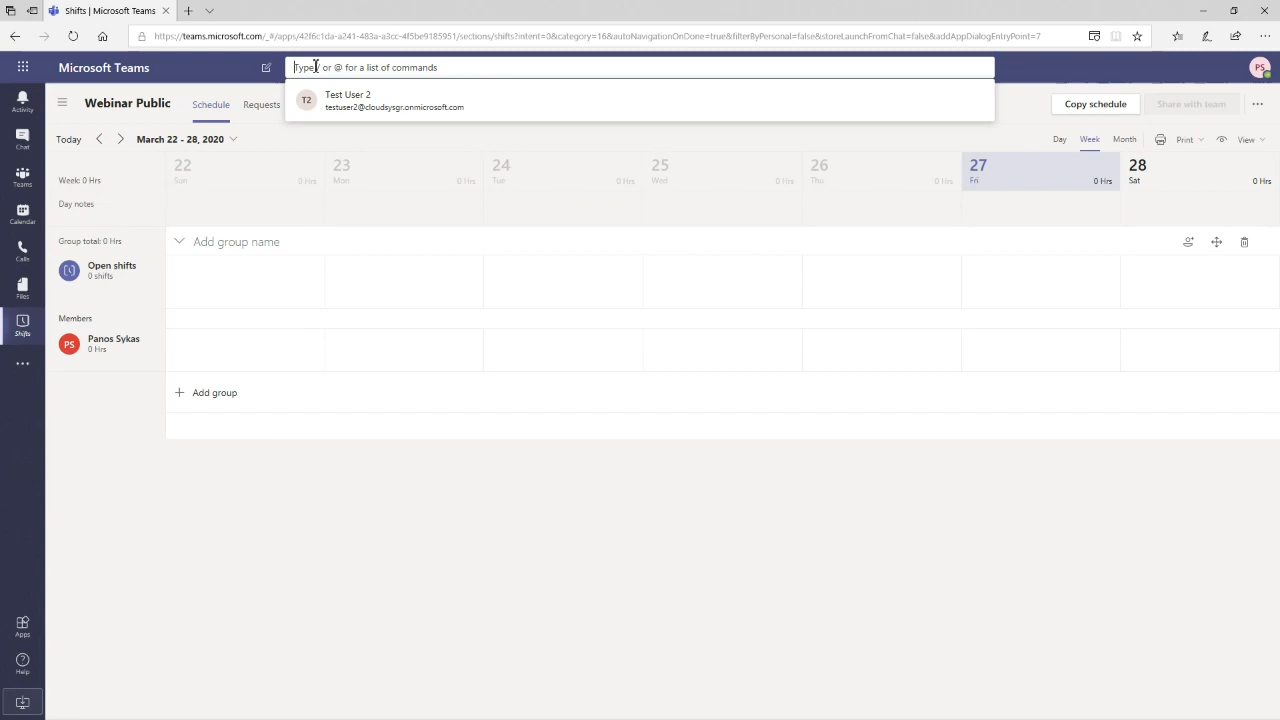 Shifts | Microsoft Teams
https://teams.microsoft.com/_#/apps/42f6c1da-a241-483a-a3cc-4f5be9185951/sections/shifts?intent=0&category=16&autoNavigationOnDone=true&filterByPersonal=false&storeLaunchFromChat=false&addAppDialogEntryPoint=7
Microsoft Teams
Type / or @ for a list of commands
PS
Test User 2
T2
testuser2@cloudsysgr.onmicrosoft.com
Activity
Webinar Public
Schedule
Requests
Copy schedule
Share with team
Chat
Today
March 22 - 28, 2020
Day
Week
Month
Print
View
22
23
24
25
26
27
28
Week: 0 Hrs
Sun
0 Hrs
Mon
0 Hrs
Tue
0 Hrs
Wed
0 Hrs
Thu
0 Hrs
Fri
0 Hrs
Sat
0 Hrs
Teams
Day notes
Calendar
Group total: 0 Hrs
Add group name
Calls
Open shifts
0 shifts
Files
Members
Shifts
Panos Sykas
PS
0 Hrs
Add group
Apps
Help